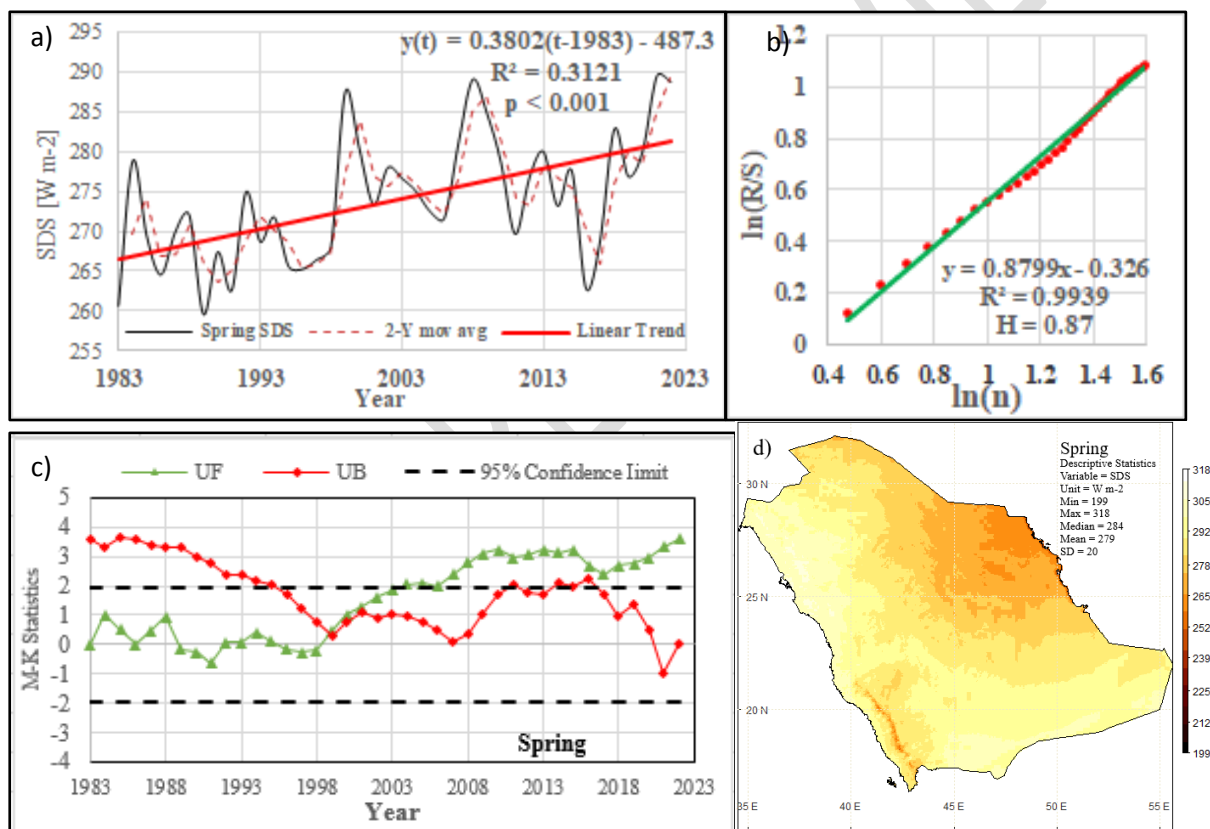 a)
y(t) = 0.3802(t-1983) - 487.3
R² = 0.3121
p < 0.001
SDS [W m-2]
295
290
285
280
275
270
265
260
255
Spring SDS 2-Y mov avg Linear Trend
1983 1993 2003 2013 2023
Year
b)
ln(R/S)
1.2
1
0.8
0.6
0.4
0.2
0
y = 0.8799x - 0.326
R² = 0.9939
H = 0.87
0.4 0.6 0.8 1 1.2 1.4 1.6
ln(n)
c)
UF UB 95% Confidence limit
M-K Statistics
5
4
3
2
1
0
-1
-2
-3
-4
Spring
1983 1988 1993 1998 2003 2008 2013 2018 2023
Year
d)
Spring
Descriptive Statistics
Variable = SDS
Unit = W m-2
Min = 199
Max = 318
Median = 284
Mean = 279
SD = 20
30 N
25 N
20 N
35 E 40 E 45 E 50 E 55 E
318
305
292
278
265
252
239
225
212
199